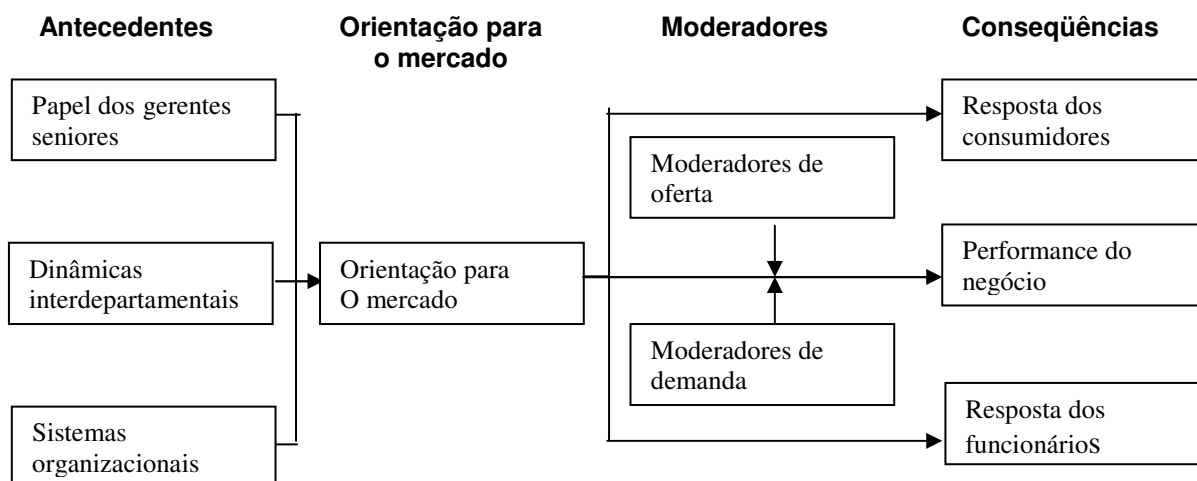 Antecedentes
Orientação para
o mercado
Moderadores
Conseqüências
Papel dos gerentes
seniores
Dinâmicas
interdepartamentais
Sistemas
organizacionais
Orientação para
O mercado
Moderadores de
oferta
Moderadores de
demanda
Resposta dos
consumidores
Performance do
negócio
Resposta dos
funcionários